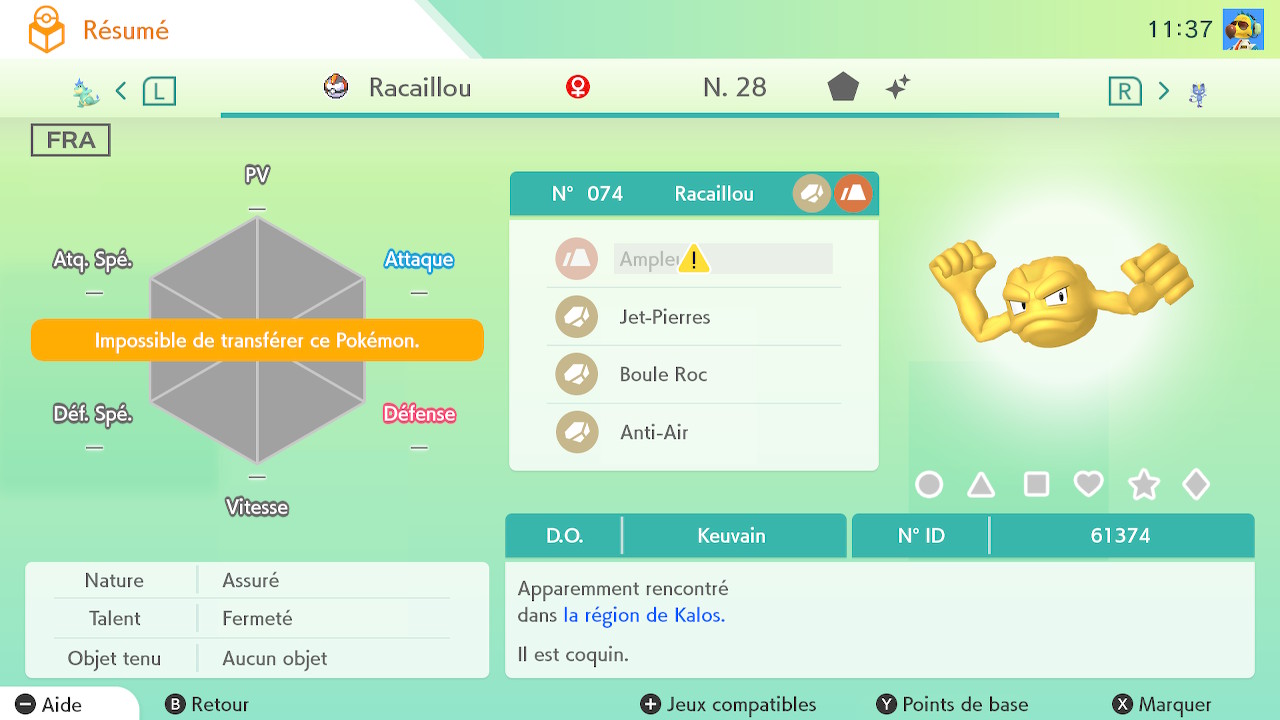 Résumé
11:37
L
Racaillou
N. 28
R
FRA
PV
—
Atq. Spé.
—
Attaque
—
Impossible de transférer ce Pokémon.
Déf. Spé.
—
Défense
—
—
Vitesse
N° 074 Racaillou
Jet-Pierres
Boule Roc
Anti-Air
D.O. Keuvain N° ID 61374
Apparemment rencontré
dans la région de Kalos.
Il est coquin.
Nature Assuré
Talent Fermeté
Objet tenu Aucun objet
Aide
B Retour
Jeux compatibles
Y Points de base
X Marquer